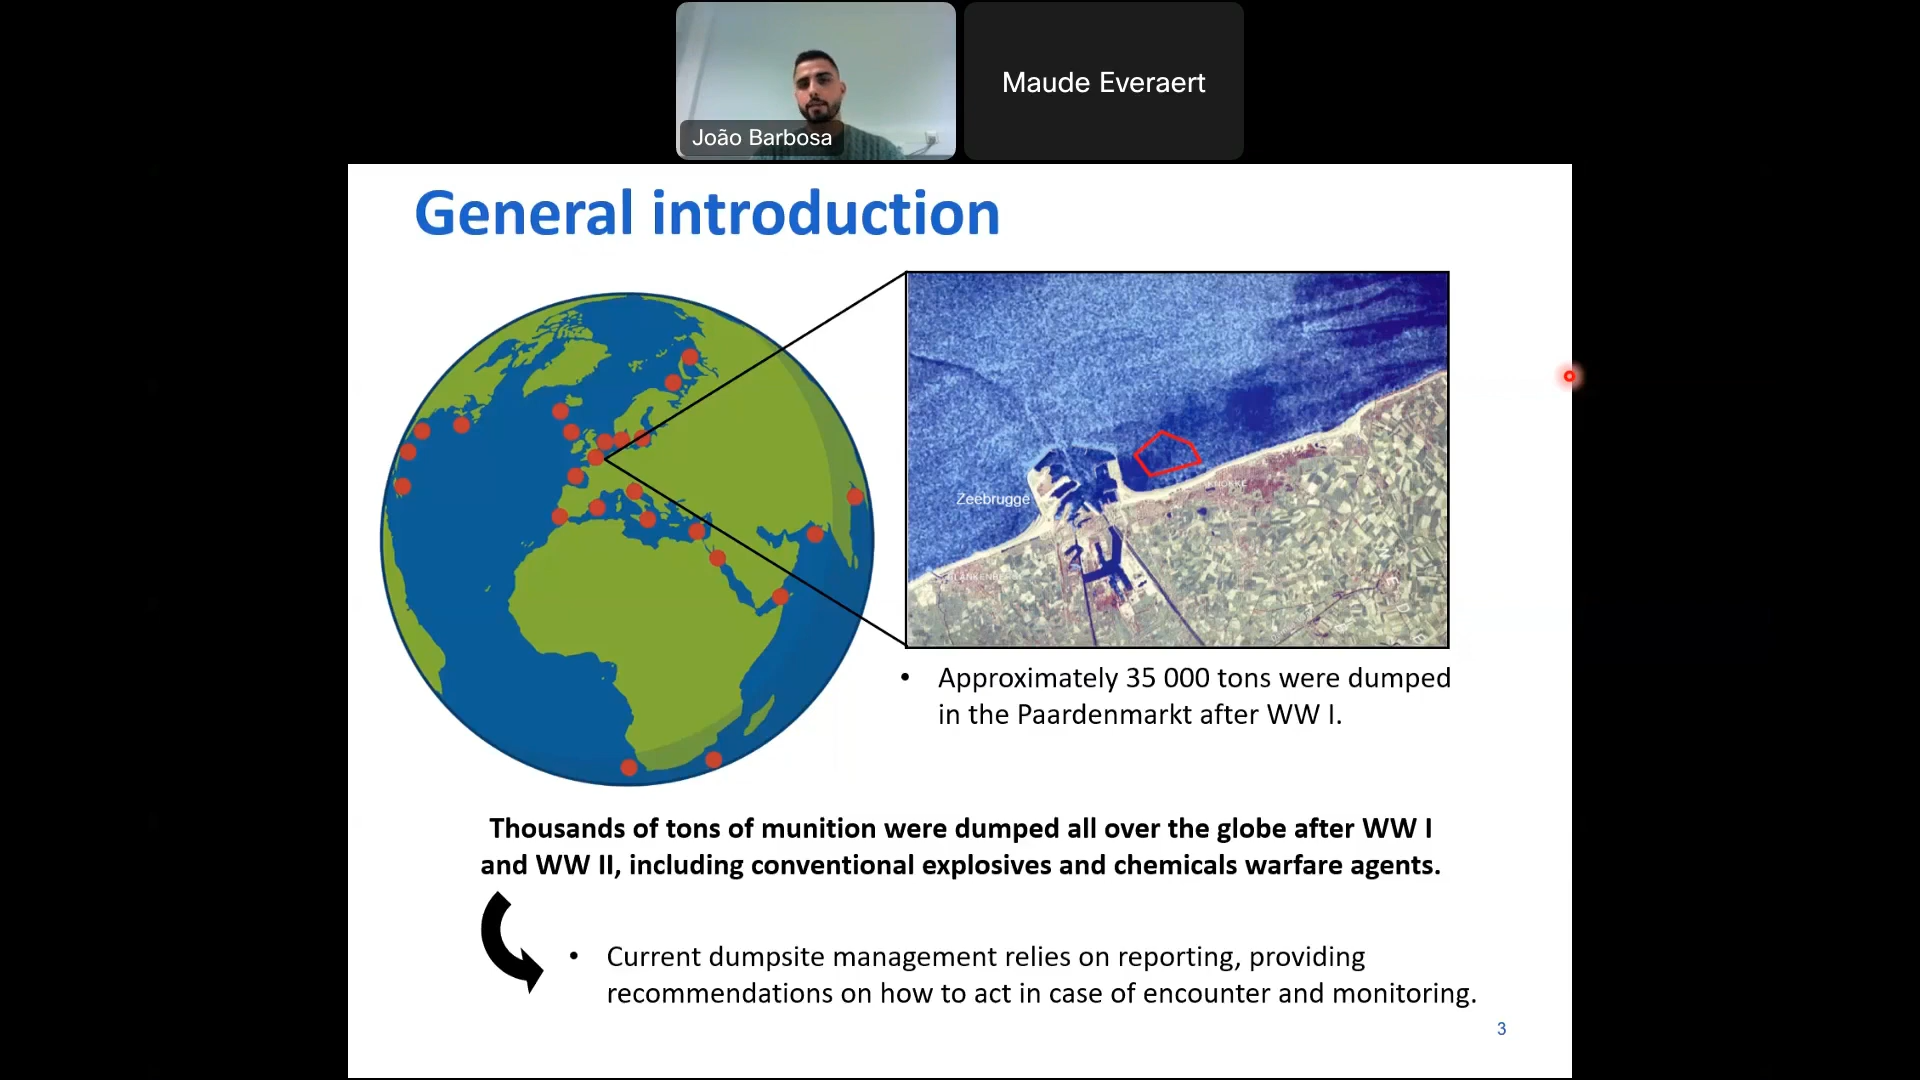 Maude Everaert
João Barbosa
General introduction
Zeebrugge
KNOKKE
BLANKENBERGE
Approximately 35 000 tons were dumped
in the Paardenmarkt after WW I.
Thousands of tons of munition were dumped all over the globe after WW I
and WW II, including conventional explosives and chemicals warfare agents.
Current dumpsite management relies on reporting, providing
recommendations on how to act in case of encounter and monitoring.
3